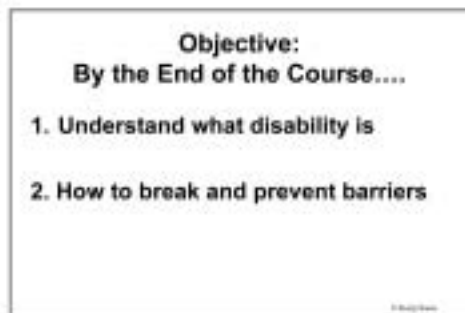 Objective:
By the End of the Course....
1. Understand what disability is
2. How to break and prevent barriers